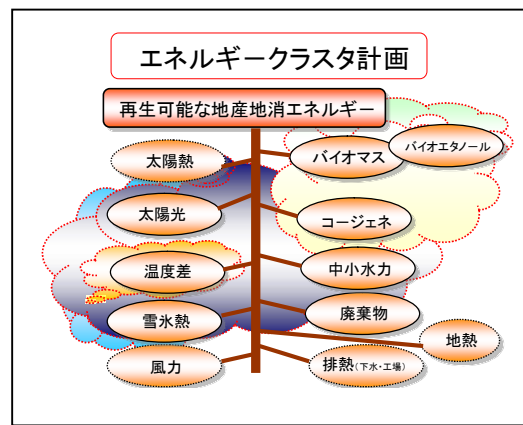 エネルギークラスタ計画
再生可能な地産地消エネルギー
太陽熱
バイオマス
バイオエタノール
太陽光
コージェネ
温度差
中小水力
雪氷熱
廃棄物
地熱
風力
排熱(下水・工場)